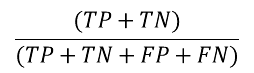 (TP + TN)
(TP + TN + FP + FN)